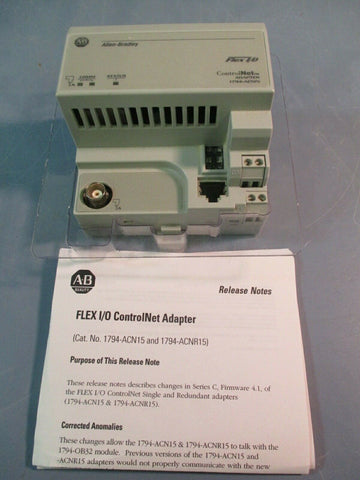 AB
Allen-Bradley
Flex I/O
ControlNet
ADAPTER
COMMS
STATUS
AB
Release Notes
FLEX I/O ControlNet Adapter
(Cat. No. 1794-ACN15 and 1794-ACNR15)
Purpose of This Release Note
These release notes describes changes in Series C, Firmware 4.1, of
the FLEX I/O ControlNet Single and Redundant adapters
(1794-ACN15 & 1794-ACNR15).
Corrected Anomalies
These changes allow the 1794-ACN15 & 1794-ACNR15 to talk with the
1794-OB32 module. Previous versions of the 1794-ACN15 and
-ACNR15 adapters would not properly communicate with the new